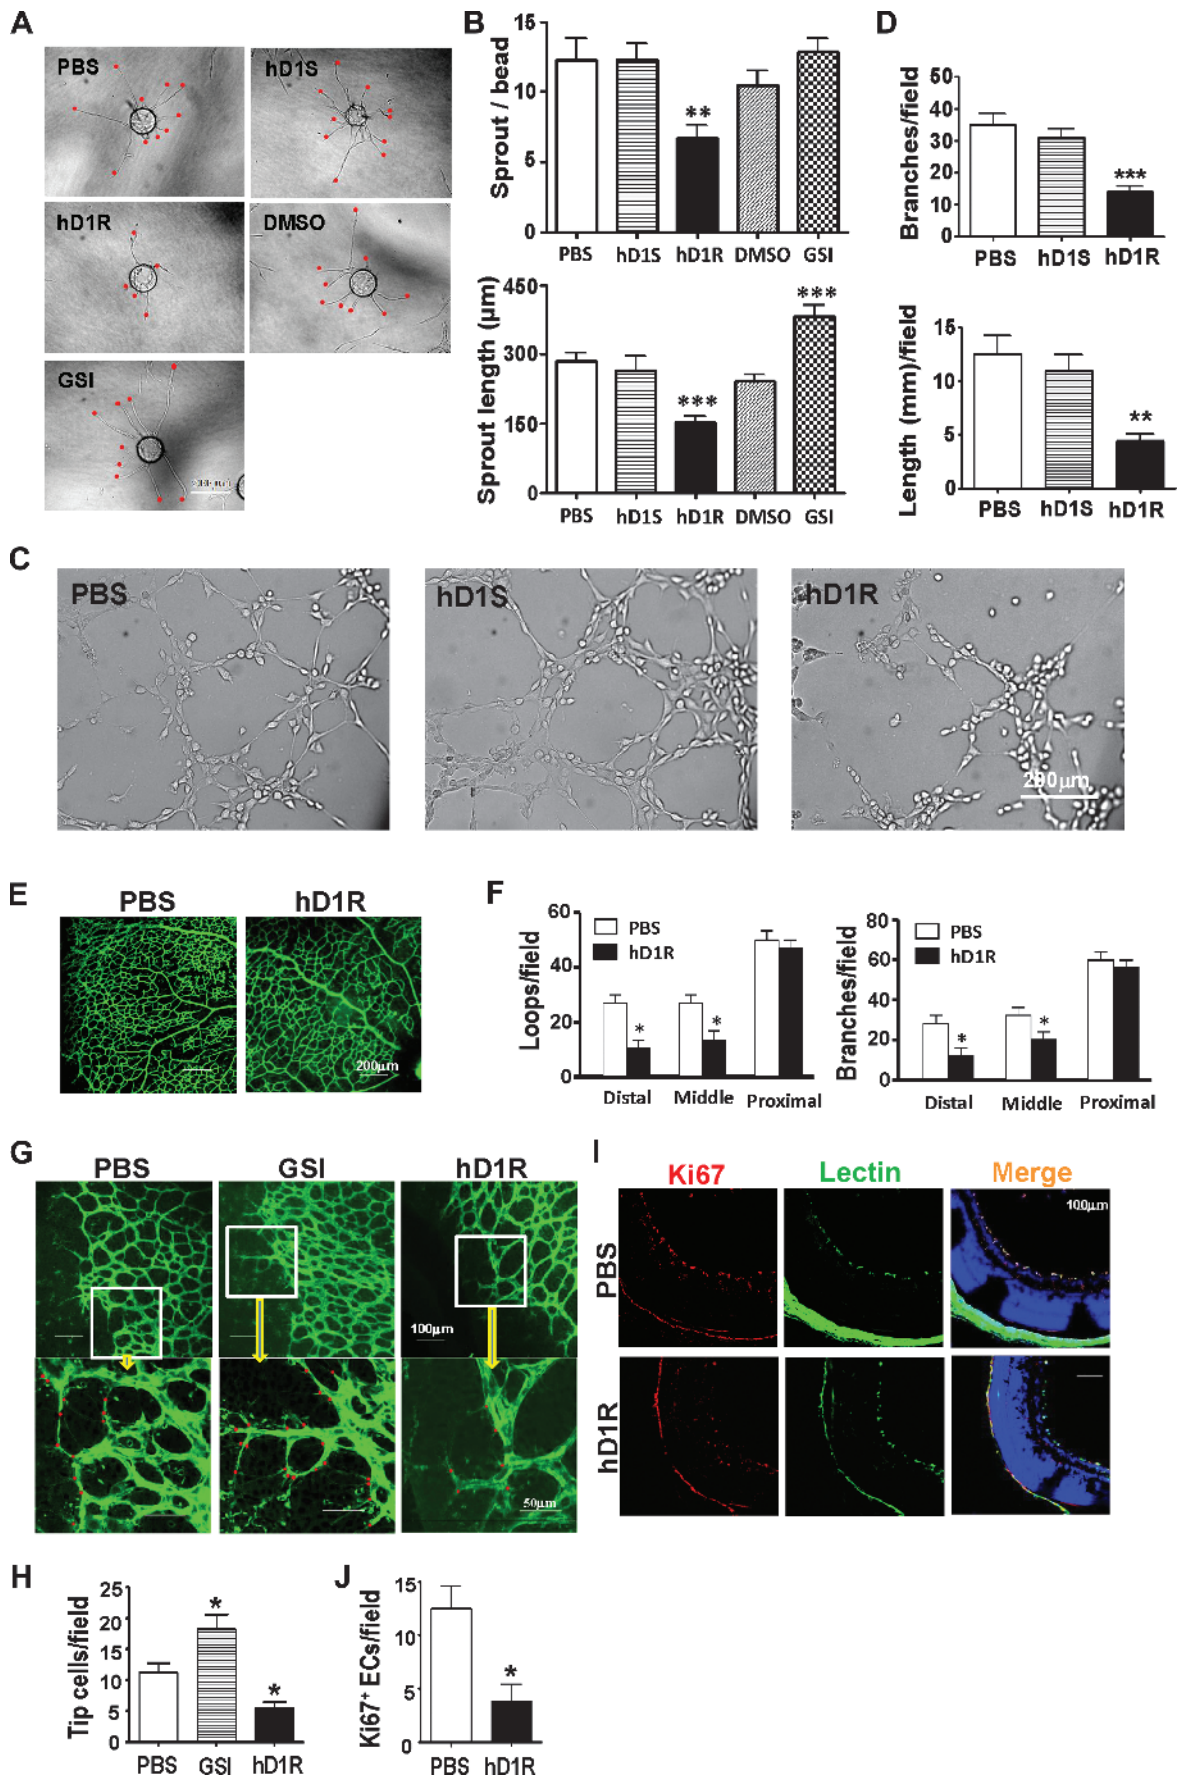 A
PBS
hD1S
hD1R
DMSO
GSI
B
Sprout / bead
15
10
5
0
PBS hD1S hD1R DMSO GSI
**
Sprout length (µm)
450
300
150
0
PBS hD1S hD1R DMSO GSI
***
***
D
Branches/field
50
40
30
20
10
0
PBS hD1S hD1R
***
Length (mm)/field
15
10
5
0
PBS hD1S hD1R
**
C
PBS
hD1S
hD1R
200µm
E
PBS
hD1R
200µm
F
Loops/field
60
40
20
0
PBS
hD1R
*
*
Distal Middle Proximal
Branches/field
80
60
40
20
0
PBS
hD1R
*
*
Distal Middle Proximal
G
PBS
GSI
hD1R
100µm
50µm
I
Ki67
Lectin
Merge
PBS
hD1R
100µm
H
Tip cells/field
25
20
15
10
5
0
*
*
PBS GSI hD1R
J
Ki67⁺ ECs/field
15
10
5
0
*
PBS hD1R